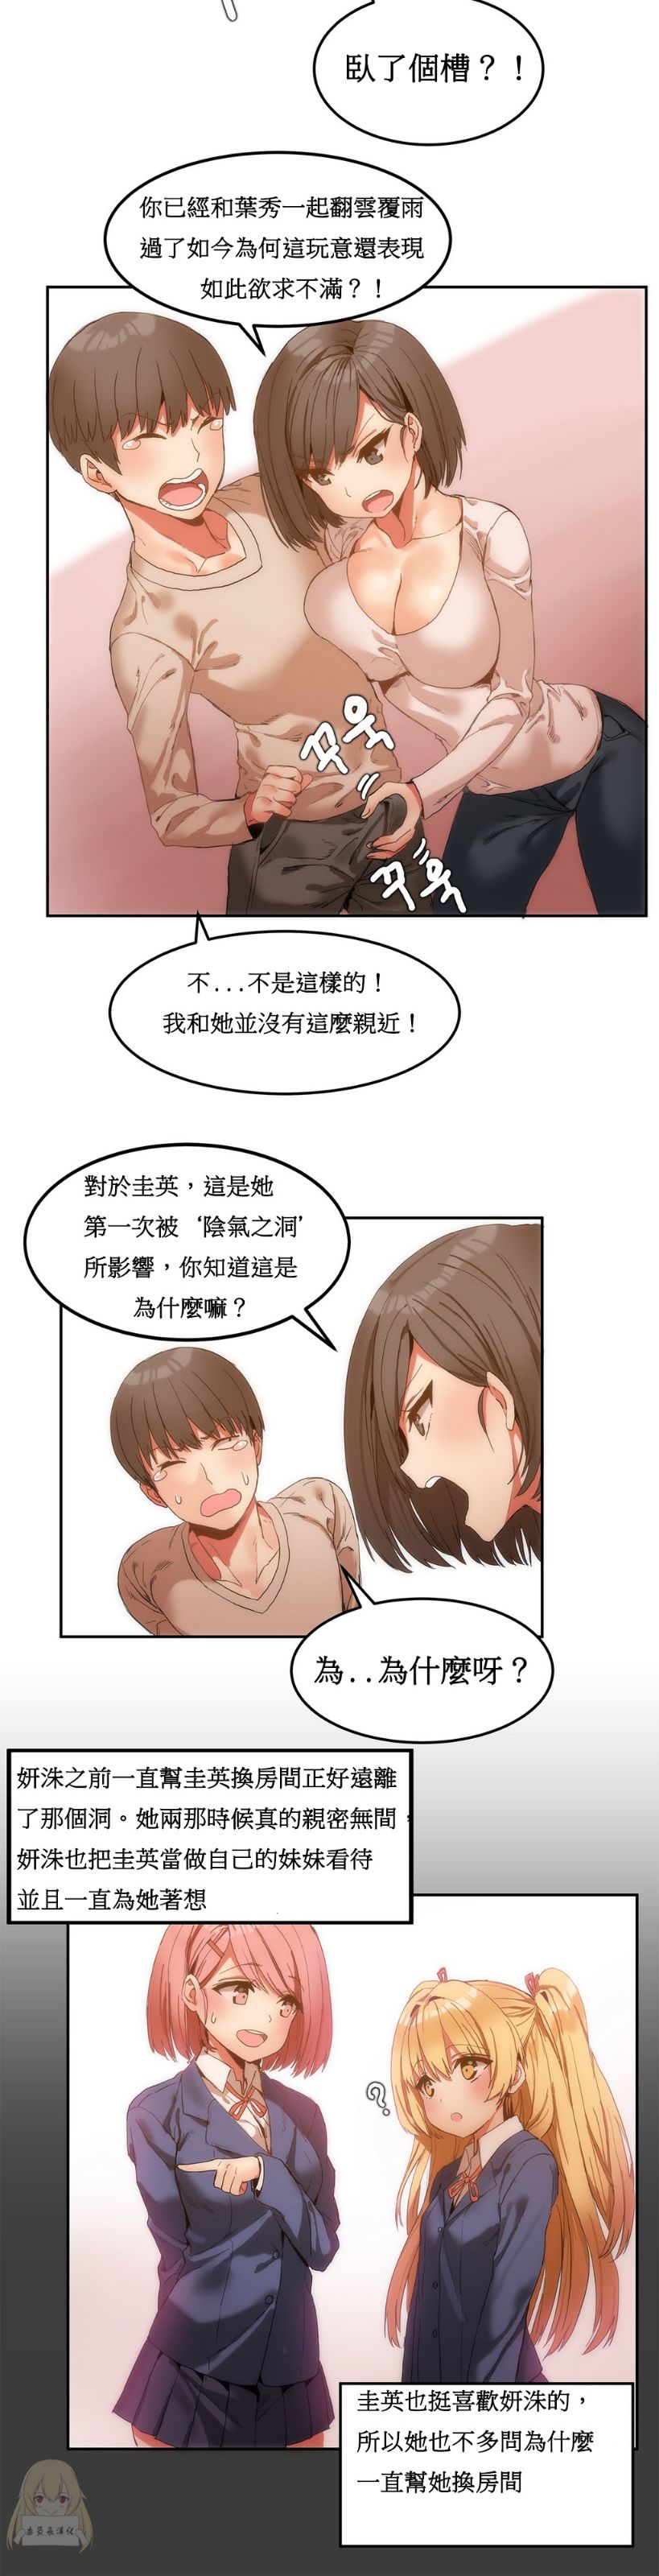 臥了個槽？！
你已經和葉秀一起翻雲覆雨
過了如今為何這玩意還表現
如此欲求不滿？！
꾸욱
꾸욱
不...不是這樣的！
我和她並沒有這麼親近！
對於圭英，這是她
第一次被‘陰氣之洞’
所影響，你知道這是
為什麼嘛？
為..為什麼呀？
妍洙之前一直幫圭英換房間正好遠離
了那個洞。她兩那時候真的親密無間，
妍洙也把圭英當做自己的妹妹看待
並且一直為她著想
?
圭英也挺喜歡妍洙的，
所以她也不多問為什麼
一直幫她換房間
委員長漢化